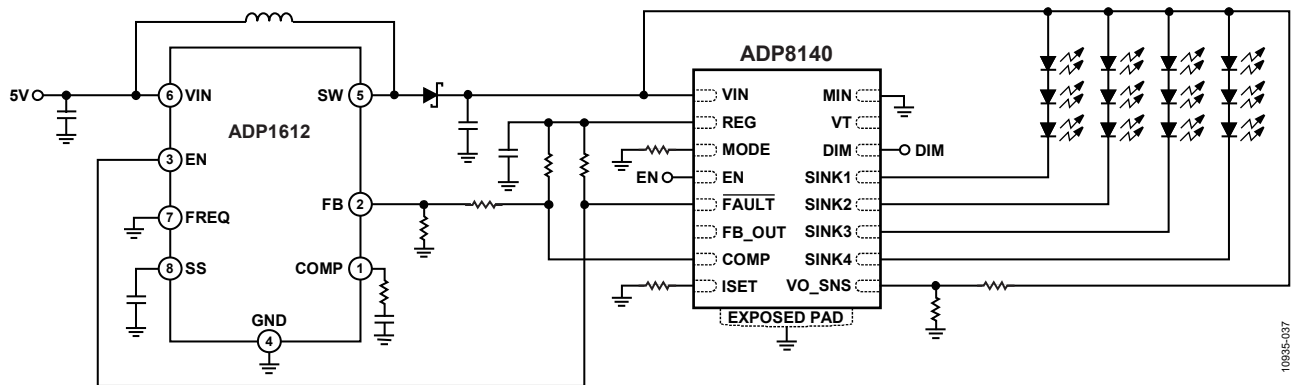 5V
ADP1612
6 VIN
SW 5
3 EN
FB 2
7 FREQ
8 SS
COMP 1
GND
4
ADP8140
VIN
REG
MODE
EN
EN
FAULT
FB_OUT
COMP
ISET
MIN
VT
DIM
DIM
SINK1
SINK2
SINK3
SINK4
VO_SNS
EXPOSED PAD
10935-037